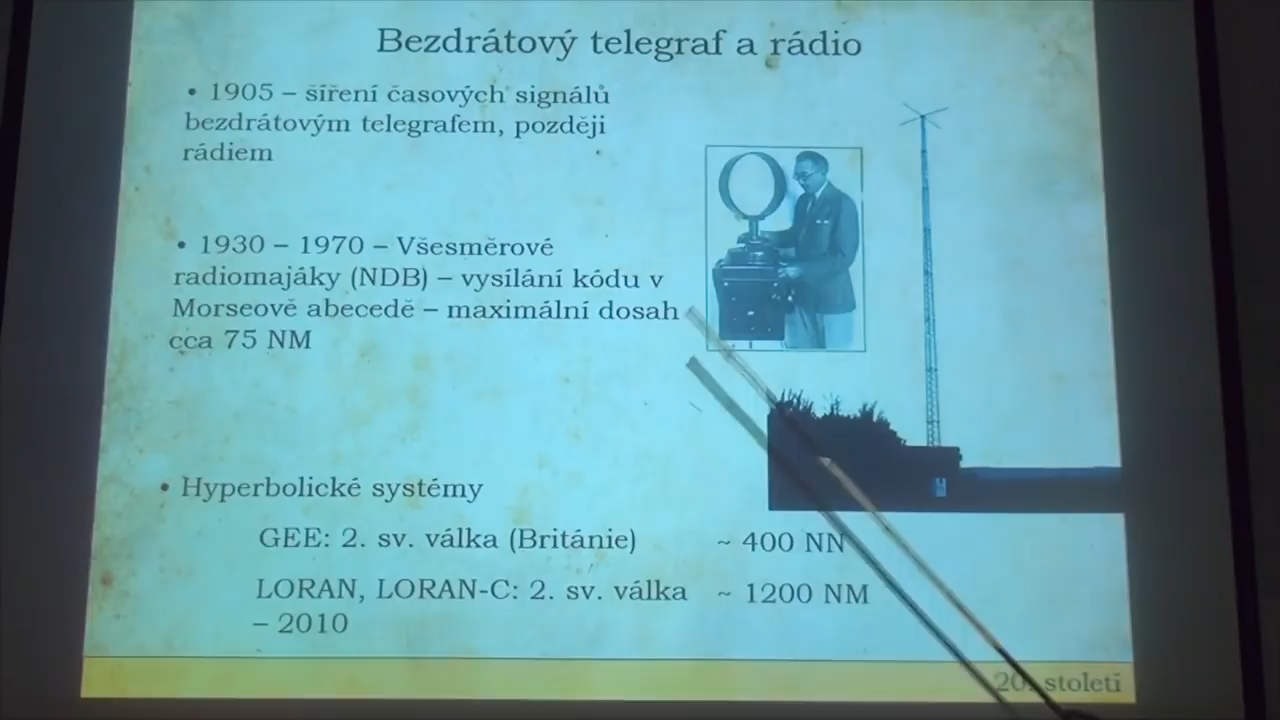 Bezdrátový telegraf a rádio
• 1905 – šíření časových signálů
bezdrátovým telegrafem, později
rádiem
• 1930 – 1970 – Všesměrové
radiomajáky (NDB) – vysílání kódu v
Morseově abecedě – maximální dosah
cca 75 NM
• Hyperbolické systémy
GEE: 2. sv. válka (Británie) ~ 400 NM
LORAN, LORAN-C: 2. sv. válka ~ 1200 NM
– 2010
20. století